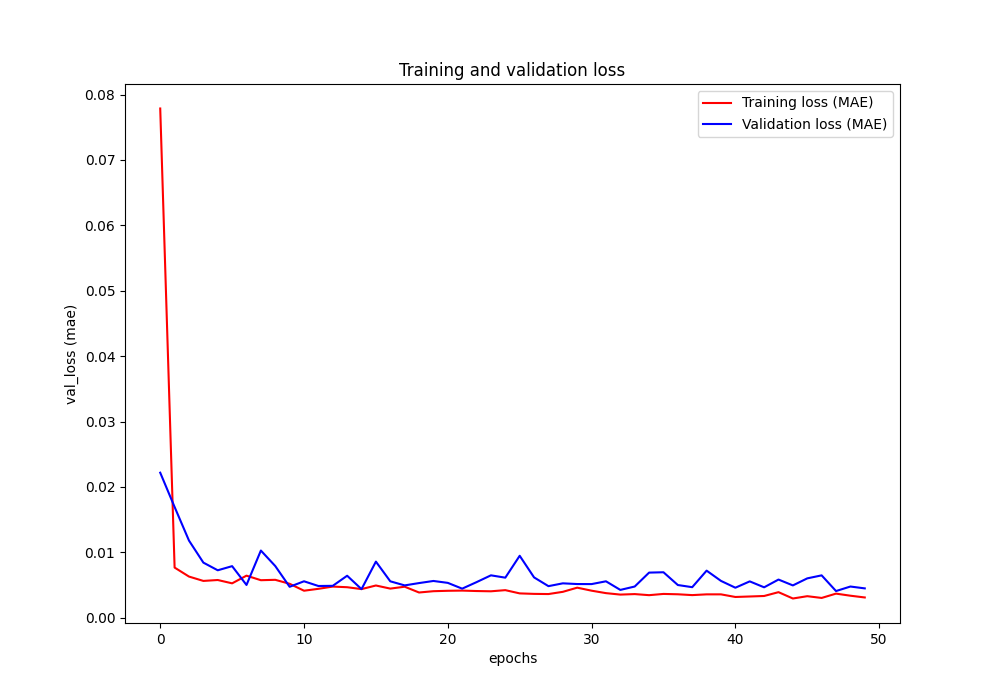 Training and validation loss
Training loss (MAE)
Validation loss (MAE)
val_loss (mae)
0.08
0.07
0.06
0.05
0.04
0.03
0.02
0.01
0.00
0 10 20 30 40 50
epochs